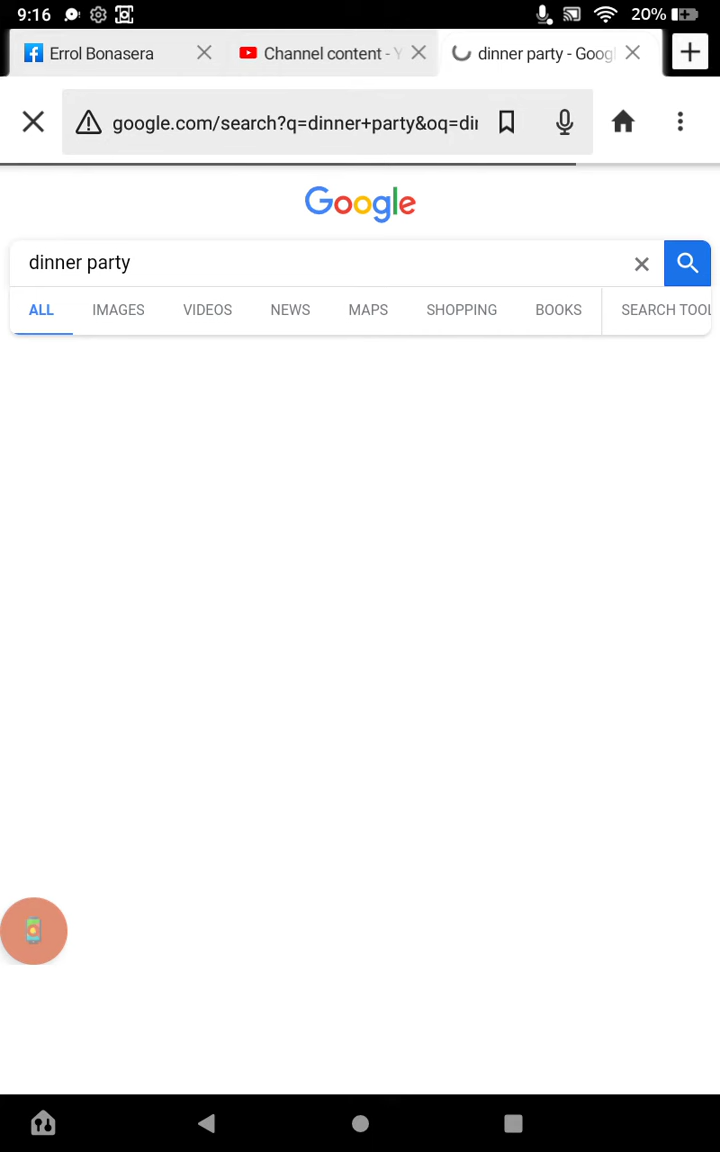 9:16
20%
Errol Bonasera
Channel content - Y
dinner party - Goog
google.com/search?q=dinner+party&oq=di
Google
dinner party
ALL
IMAGES
VIDEOS
NEWS
MAPS
SHOPPING
BOOKS
SEARCH TOOL